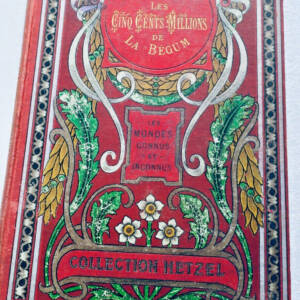 LES
CINQ CENTS MILLIONS
DE
LA BÉGUM
LES
MONDES
CONNUS
ET
INCONNUS
COLLECTION HETZEL